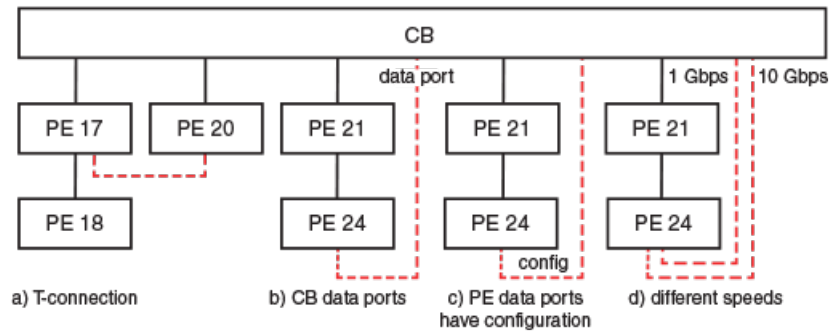 CB
data port
1 Gbps
10 Gbps
PE 17
PE 20
PE 21
PE 21
PE 21
PE 18
PE 24
PE 24
PE 24
config
a) T-connection
b) CB data ports
c) PE data ports
have configuration
d) different speeds